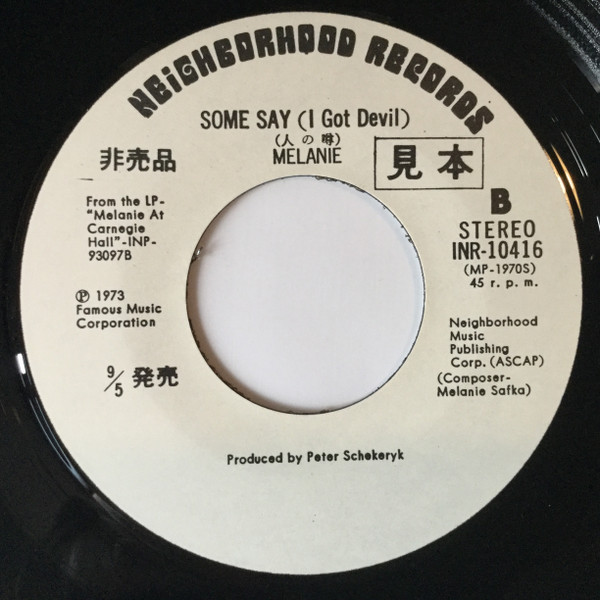 NEiGHBORHOOD RECORDS
SOME SAY (I Got Devil)
(人の噂)
MELANIE
非売品
見本
From the LP-
"Melanie At
Carnegie
Hall"-INP-
93097B
B
STEREO
INR-10416
(MP-1970S)
45 r. p. m.
Ⓟ 1973
Famous Music
Corporation
Neighborhood
Music
Publishing
Corp. (ASCAP)
(Composer-
Melanie Safka)
9/5 発売
Produced by Peter Schekeryk